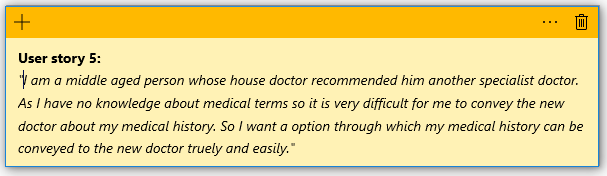 User story 5:
"I am a middle aged person whose house doctor recommended him another specialist doctor.
As I have no knowledge about medical terms so it is very difficult for me to convey the new
doctor about my medical history. So I want a option through which my medical history can be
conveyed to the new doctor truely and easily."